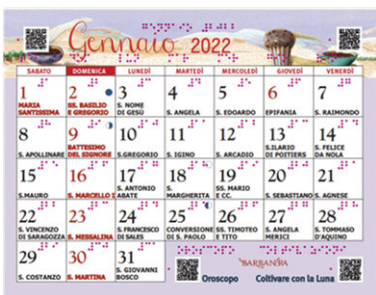 Gennaio 2022
SABATO DOMENICA LUNEDÌ MARTEDÌ MERCOLEDÌ GIOVEDÌ VENERDÌ
1 2 3 4 5 6 7
MARIA SANTISSIMA SS. BASILIO E GREGORIO S. NOME DI GESÙ S. ANGELA S. EDOARDO EPIFANIA S. RAIMONDO
8 9 10 11 12 13 14
S. APOLLINARE BATTESIMO DEL SIGNORE S.GREGORIO S. IGINO S. ARCADIO S.ILARIO DI POITIERS S. FELICE DA NOLA
15 16 17 18 19 20 21
S.MAURO S. MARCELLO I S. ANTONIO ABATE S. MARGHERITA SS. MARIO E CC. S. SEBASTIANO S. AGNESE
22 23 24 25 26 27 28
S. VINCENZO DI SARAGOZZA S. MESSALINA S. FRANCESCO DI SALES CONVERSIONE DI S. PAOLO SS. TIMOTEO E TITO S. ANGELA MERICI S. TOMMASO D'AQUINO
29 30 31
S. COSTANZO S. MARTINA S. GIOVANNI BOSCO
BARBANERA
Oroscopo Coltivare con la Luna